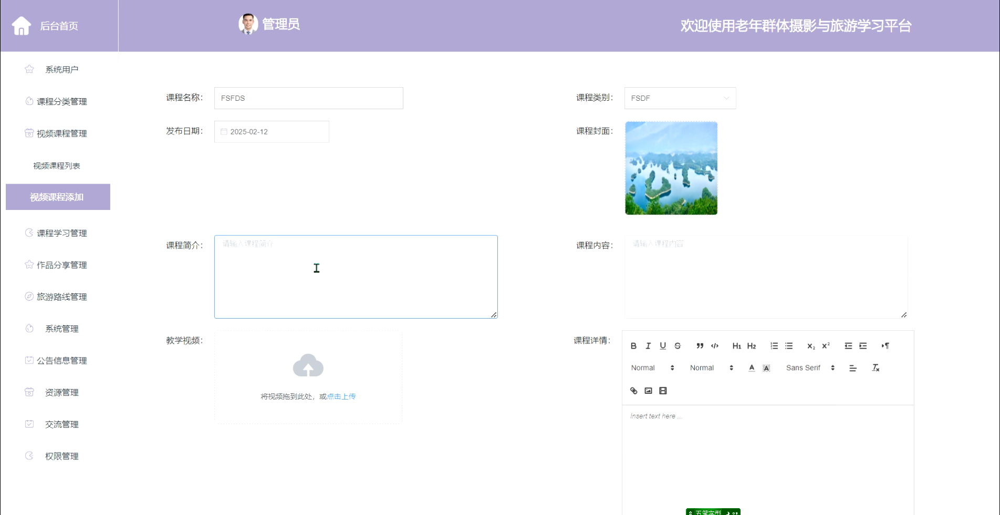 后台首页
管理员
欢迎使用老年群体摄影与旅游学习平台
系统用户
课程分类管理
视频课程管理
视频课程列表
视频课程添加
课程学习管理
作品分享管理
旅游路线管理
系统管理
公告信息管理
资源管理
交流管理
权限管理
课程名称：
FSFDS
课程类别：
FSDF
发布日期：
2025-02-12
课程封面：
课程简介：
请输入课程简介
课程内容：
请输入课程内容
教学视频：
将视频拖到此处，或点击上传
课程详情：
B I U S H1 H2 X2 X2
Normal Normal A A Sans Serif Tx
Insert text here ...
五笔字型